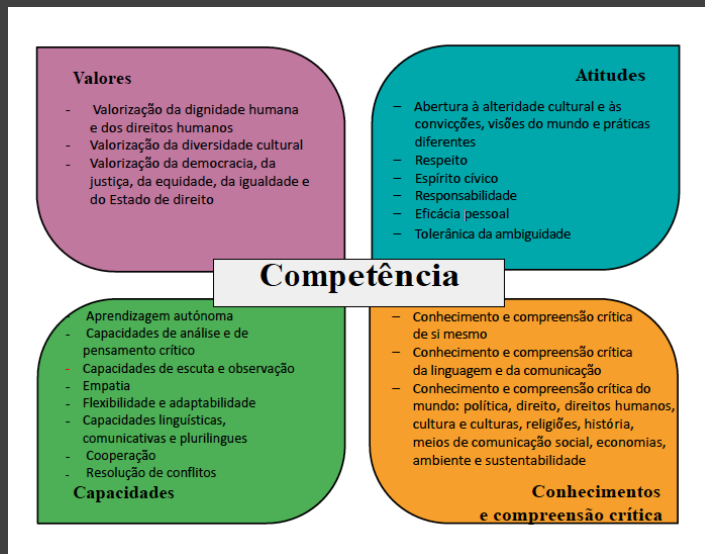 Valores
- Valorização da dignidade humana
e dos direitos humanos
- Valorização da diversidade cultural
- Valorização da democracia, da
justiça, da equidade, da igualdade e
do Estado de direito
Atitudes
– Abertura à alteridade cultural e às
convicções, visões do mundo e práticas
diferentes
– Respeito
– Espírito cívico
– Responsabilidade
– Eficácia pessoal
– Tolerânica da ambiguidade
Competência
- Aprendizagem autónoma
- Capacidades de análise e de
pensamento crítico
- Capacidades de escuta e observação
- Empatia
- Flexibilidade e adaptabilidade
- Capacidades linguísticas,
comunicativas e plurilingues
- Cooperação
- Resolução de conflitos
Capacidades
– Conhecimento e compreensão crítica
de si mesmo
– Conhecimento e compreensão crítica
da linguagem e da comunicação
– Conhecimento e compreensão crítica do
mundo: política, direito, direitos humanos,
cultura e culturas, religiões, história,
meios de comunicação social, economias,
ambiente e sustentabilidade
Conhecimentos
e compreensão crítica